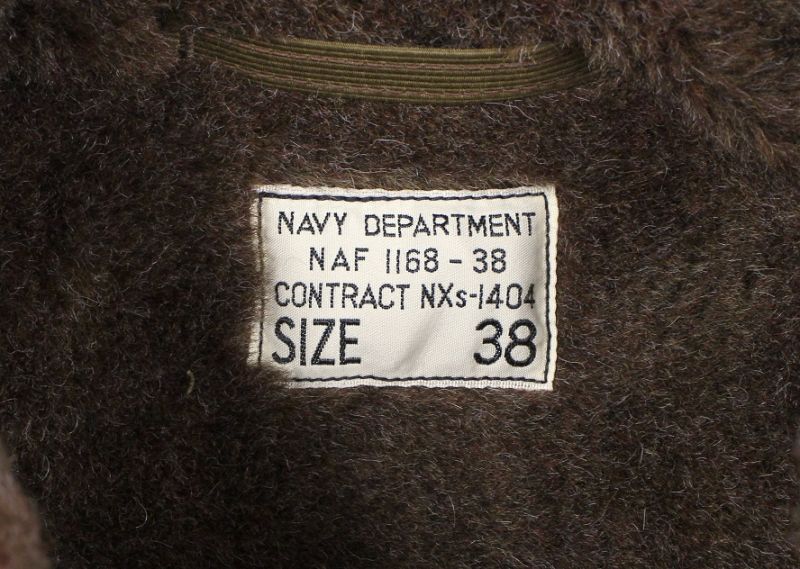 NAVY DEPARTMENT
NAF 1168 - 38
CONTRACT NXs-1404
SIZE 38